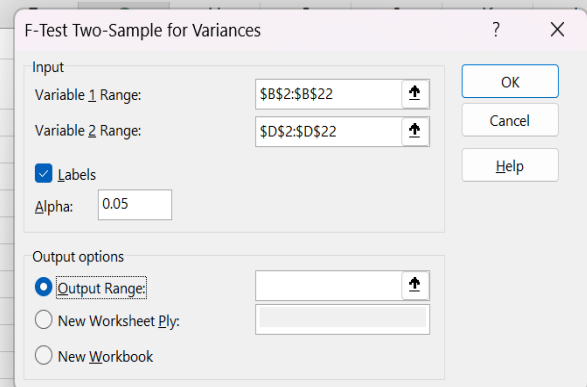 F-Test Two-Sample for Variances ?
Input
Variable 1 Range: $B$2:$B$22
Variable 2 Range: $D$2:$D$22
Labels
Alpha: 0.05
OK
Cancel
Help
Output options
Output Range:
New Worksheet Ply:
New Workbook